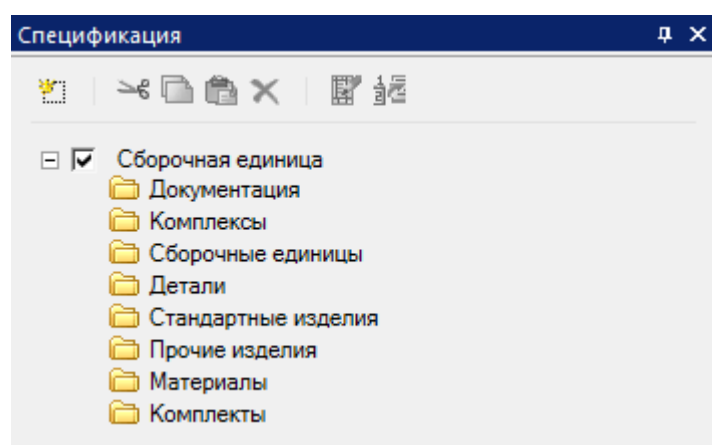 Спецификация
Сборочная единица
Документация
Комплексы
Сборочные единицы
Детали
Стандартные изделия
Прочие изделия
Материалы
Комплекты